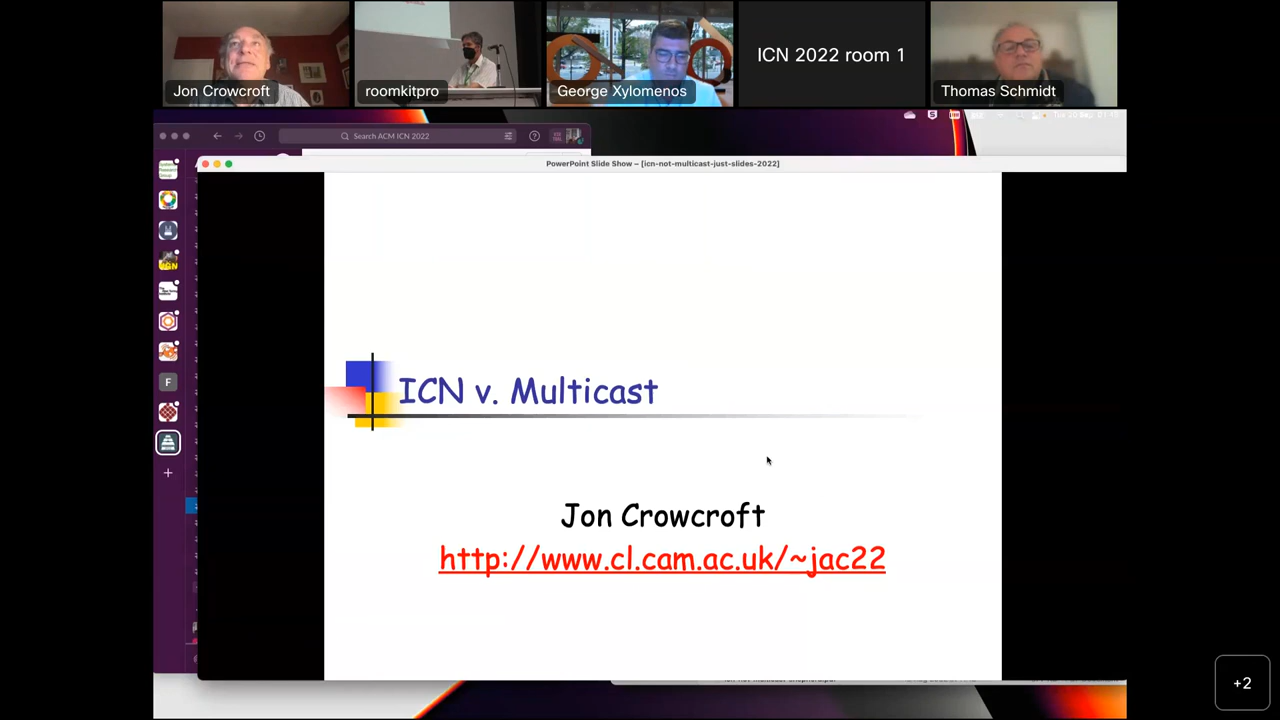 Jon Crowcroft
roomkitpro
George Xylomenos
ICN 2022 room 1
Thomas Schmidt
Search ACM ICN 2022
PowerPoint Slide Show – [icn-not-multicast-just-slides-2022]
F
ICN v. Multicast
Jon Crowcroft
http://www.cl.cam.ac.uk/~jac22
+2